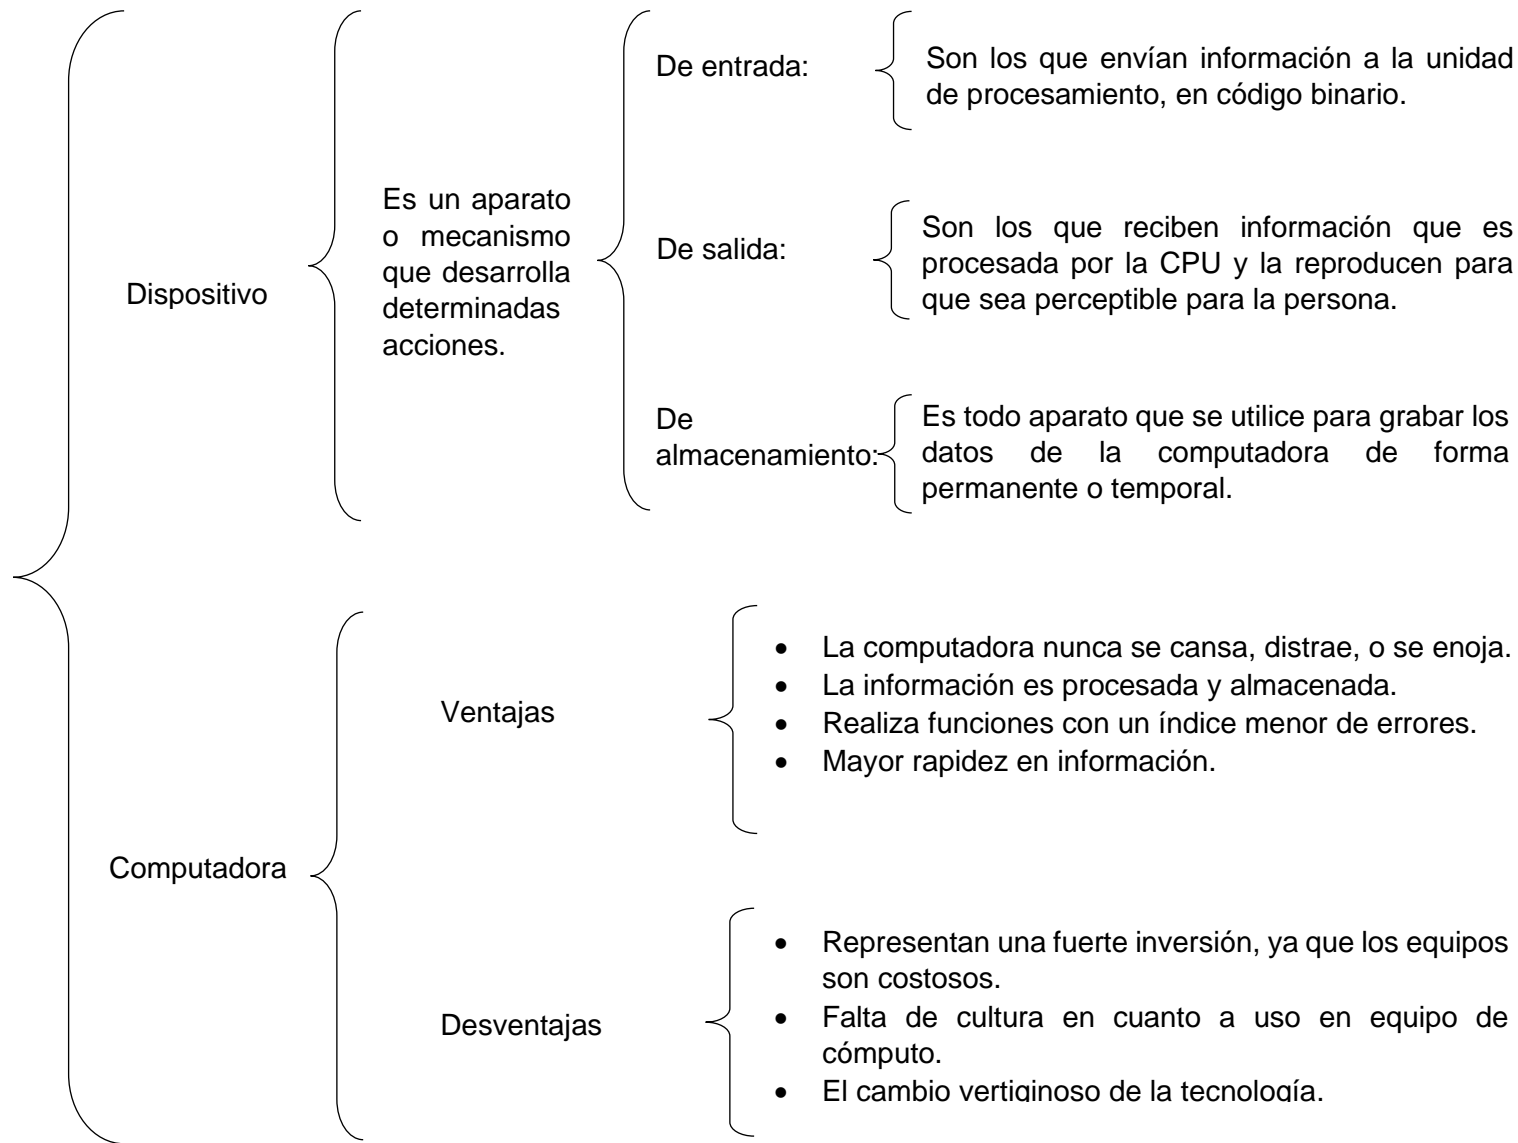 Dispositivo
Es un aparato
o mecanismo
que desarrolla
determinadas
acciones.
De entrada:
Son los que envían información a la unidad
de procesamiento, en código binario.
De salida:
Son los que reciben información que es
procesada por la CPU y la reproducen para
que sea perceptible para la persona.
De
almacenamiento:
Es todo aparato que se utilice para grabar los
datos de la computadora de forma
permanente o temporal.
Computadora
Ventajas
• La computadora nunca se cansa, distrae, o se enoja.
• La información es procesada y almacenada.
• Realiza funciones con un índice menor de errores.
• Mayor rapidez en información.
Desventajas
• Representan una fuerte inversión, ya que los equipos
son costosos.
• Falta de cultura en cuanto a uso en equipo de
cómputo.
• El cambio vertiginoso de la tecnología.